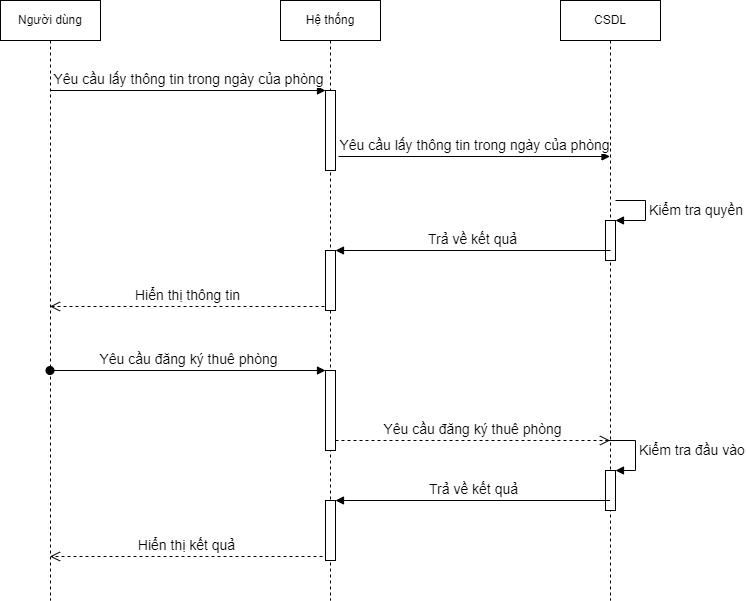 Người dùng
Hệ thống
CSDL
Yêu cầu lấy thông tin trong ngày của phòng
Yêu cầu lấy thông tin trong ngày của phòng
Kiểm tra quyền
Trả về kết quả
Hiển thị thông tin
Yêu cầu đăng ký thuê phòng
Yêu cầu đăng ký thuê phòng
Kiểm tra đầu vào
Trả về kết quả
Hiển thị kết quả